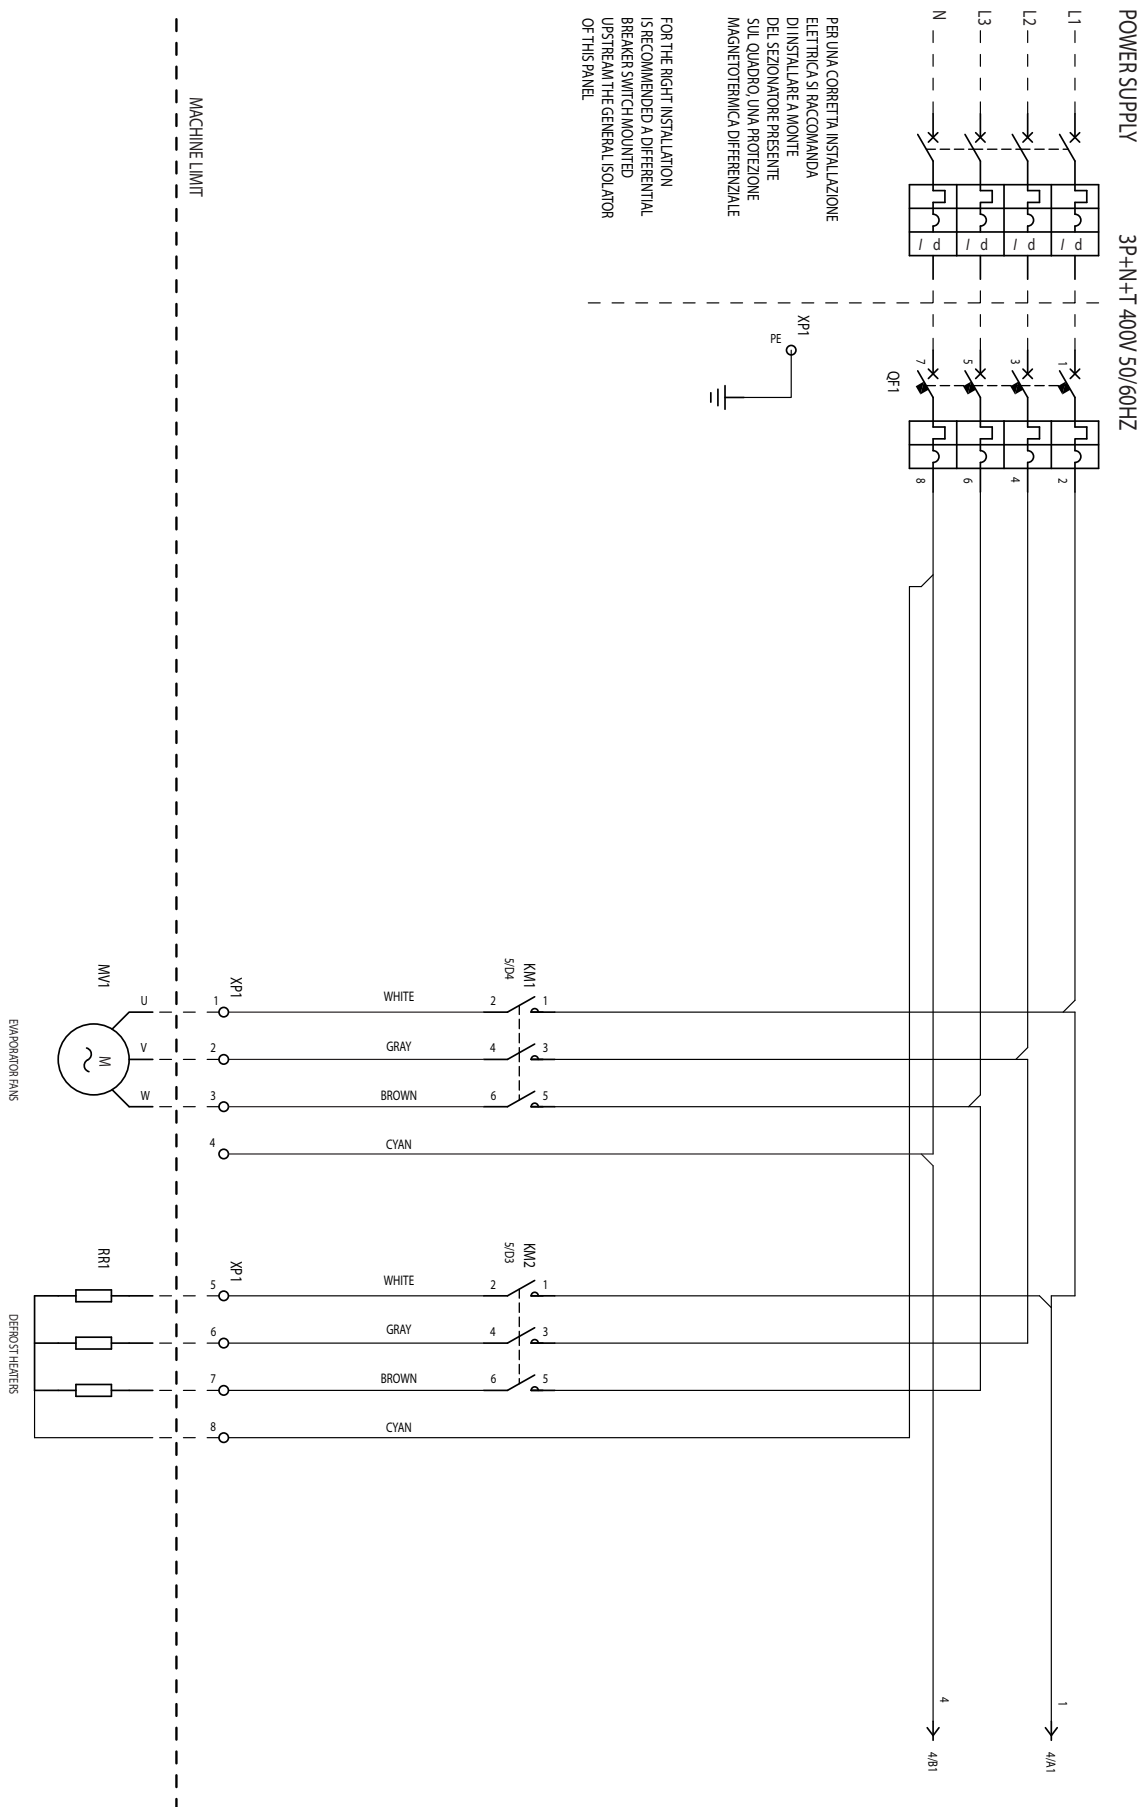 POWER SUPPLY 3P+N+T 400V 50/60HZ
L1
L2
L3
N
I d
I d
I d
I d
PER UNA CORRETTA INSTALLAZIONE
ELETTRICA SI RACCOMANDA
DI INSTALLARE A MONTE
DEL SEZIONATORE PRESENTE
SUL QUADRO, UNA PROTEZIONE
MAGNETOTERMICA DIFFERENZIALE
FOR THE RIGHT INSTALLATION
IS RECOMMENDED A DIFFERENTIAL
BREAKER SWITCH MOUNTED
UPSTREAM THE GENERAL ISOLATOR
OF THIS PANEL
QF1
1 2
3 4
5 6
7 8
XP1
PE
KM1
5/D4
1 3 5
2 4 6
WHITE
GRAY
BROWN
CYAN
XP1
1 2 3 4
MACHINE LIMIT
U V W
MV1
M
EVAPORATOR FANS
KM2
5/D3
1 3 5
2 4 6
WHITE
GRAY
BROWN
CYAN
XP1
5 6 7 8
RR1
DEFROST HEATERS
1
4/A1
4
4/B1